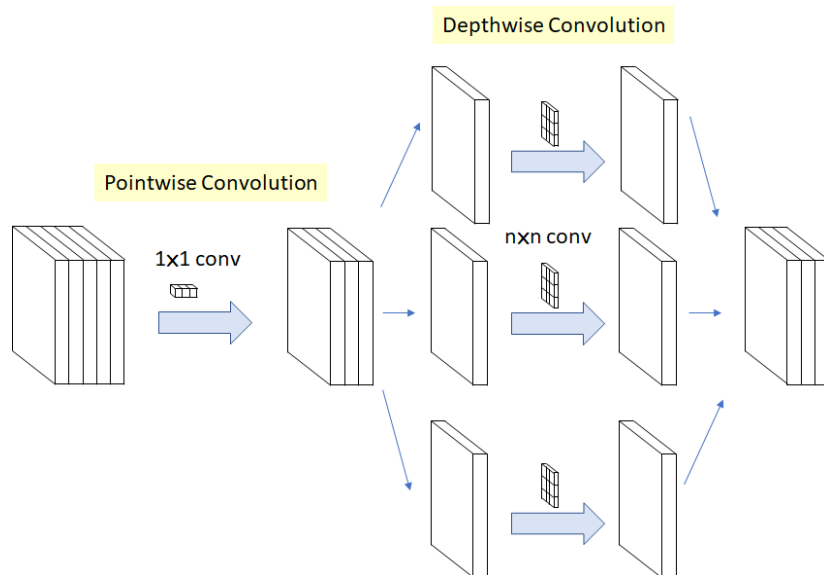 Depthwise Convolution
Pointwise Convolution
1x1 conv
nxn conv